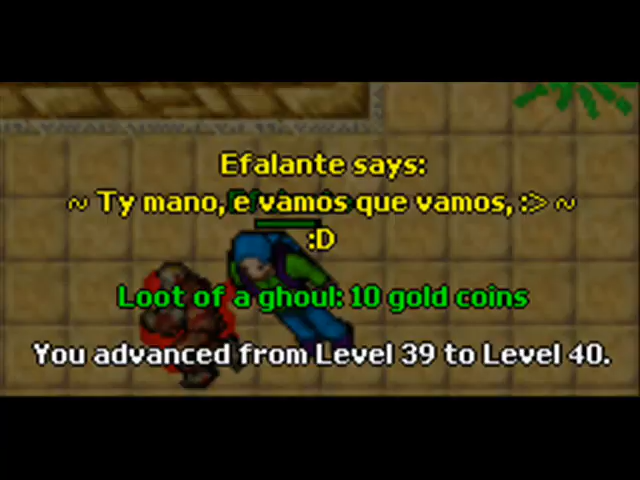 Efalante says:
~ Ty mano, e vamos que vamos, :> ~
:D
Loot of a ghoul: 10 gold coins
You advanced from Level 39 to Level 40.